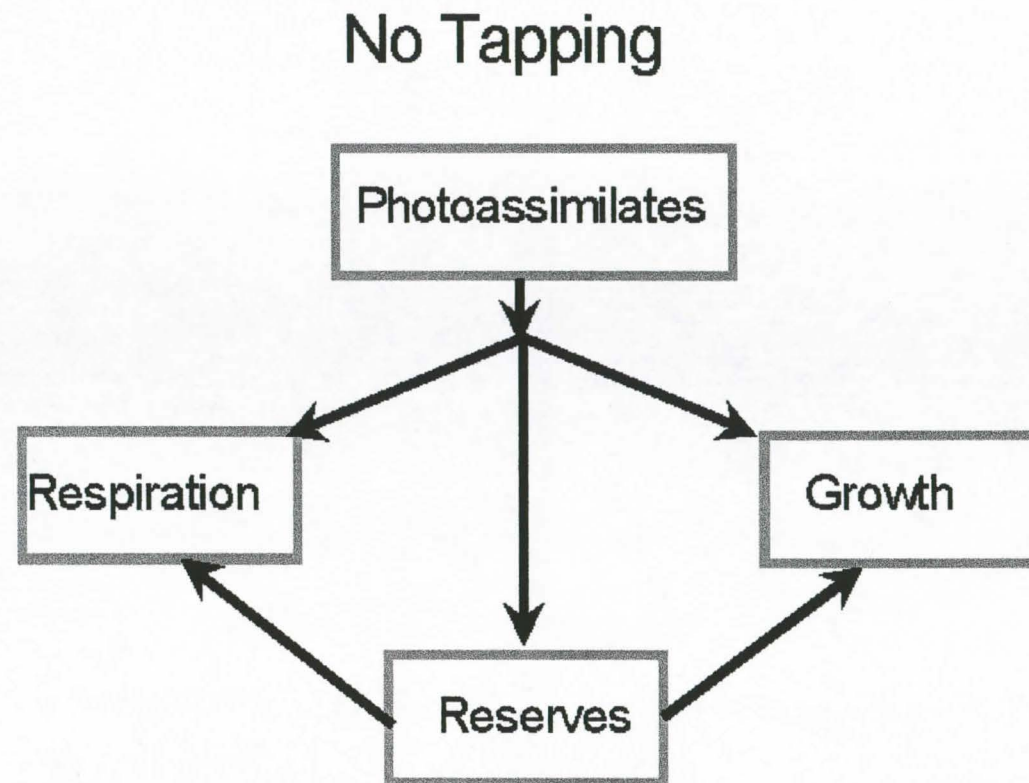 No Tapping
Photoassimilates
Respiration
Growth
Reserves